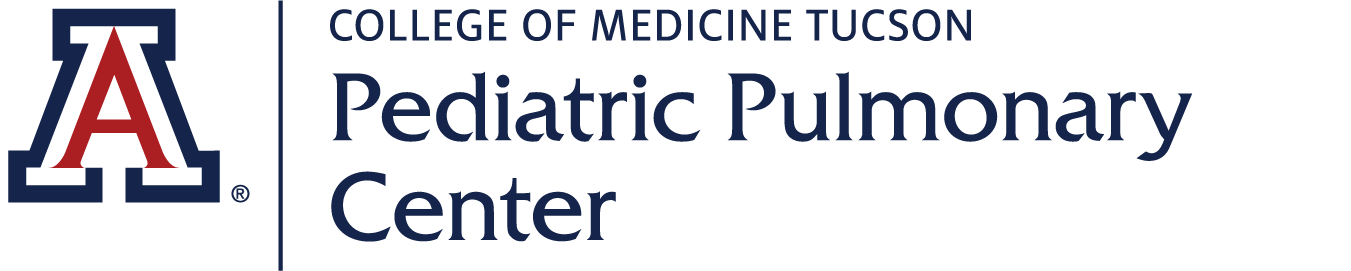 A®
COLLEGE OF MEDICINE TUCSON
Pediatric Pulmonary
Center